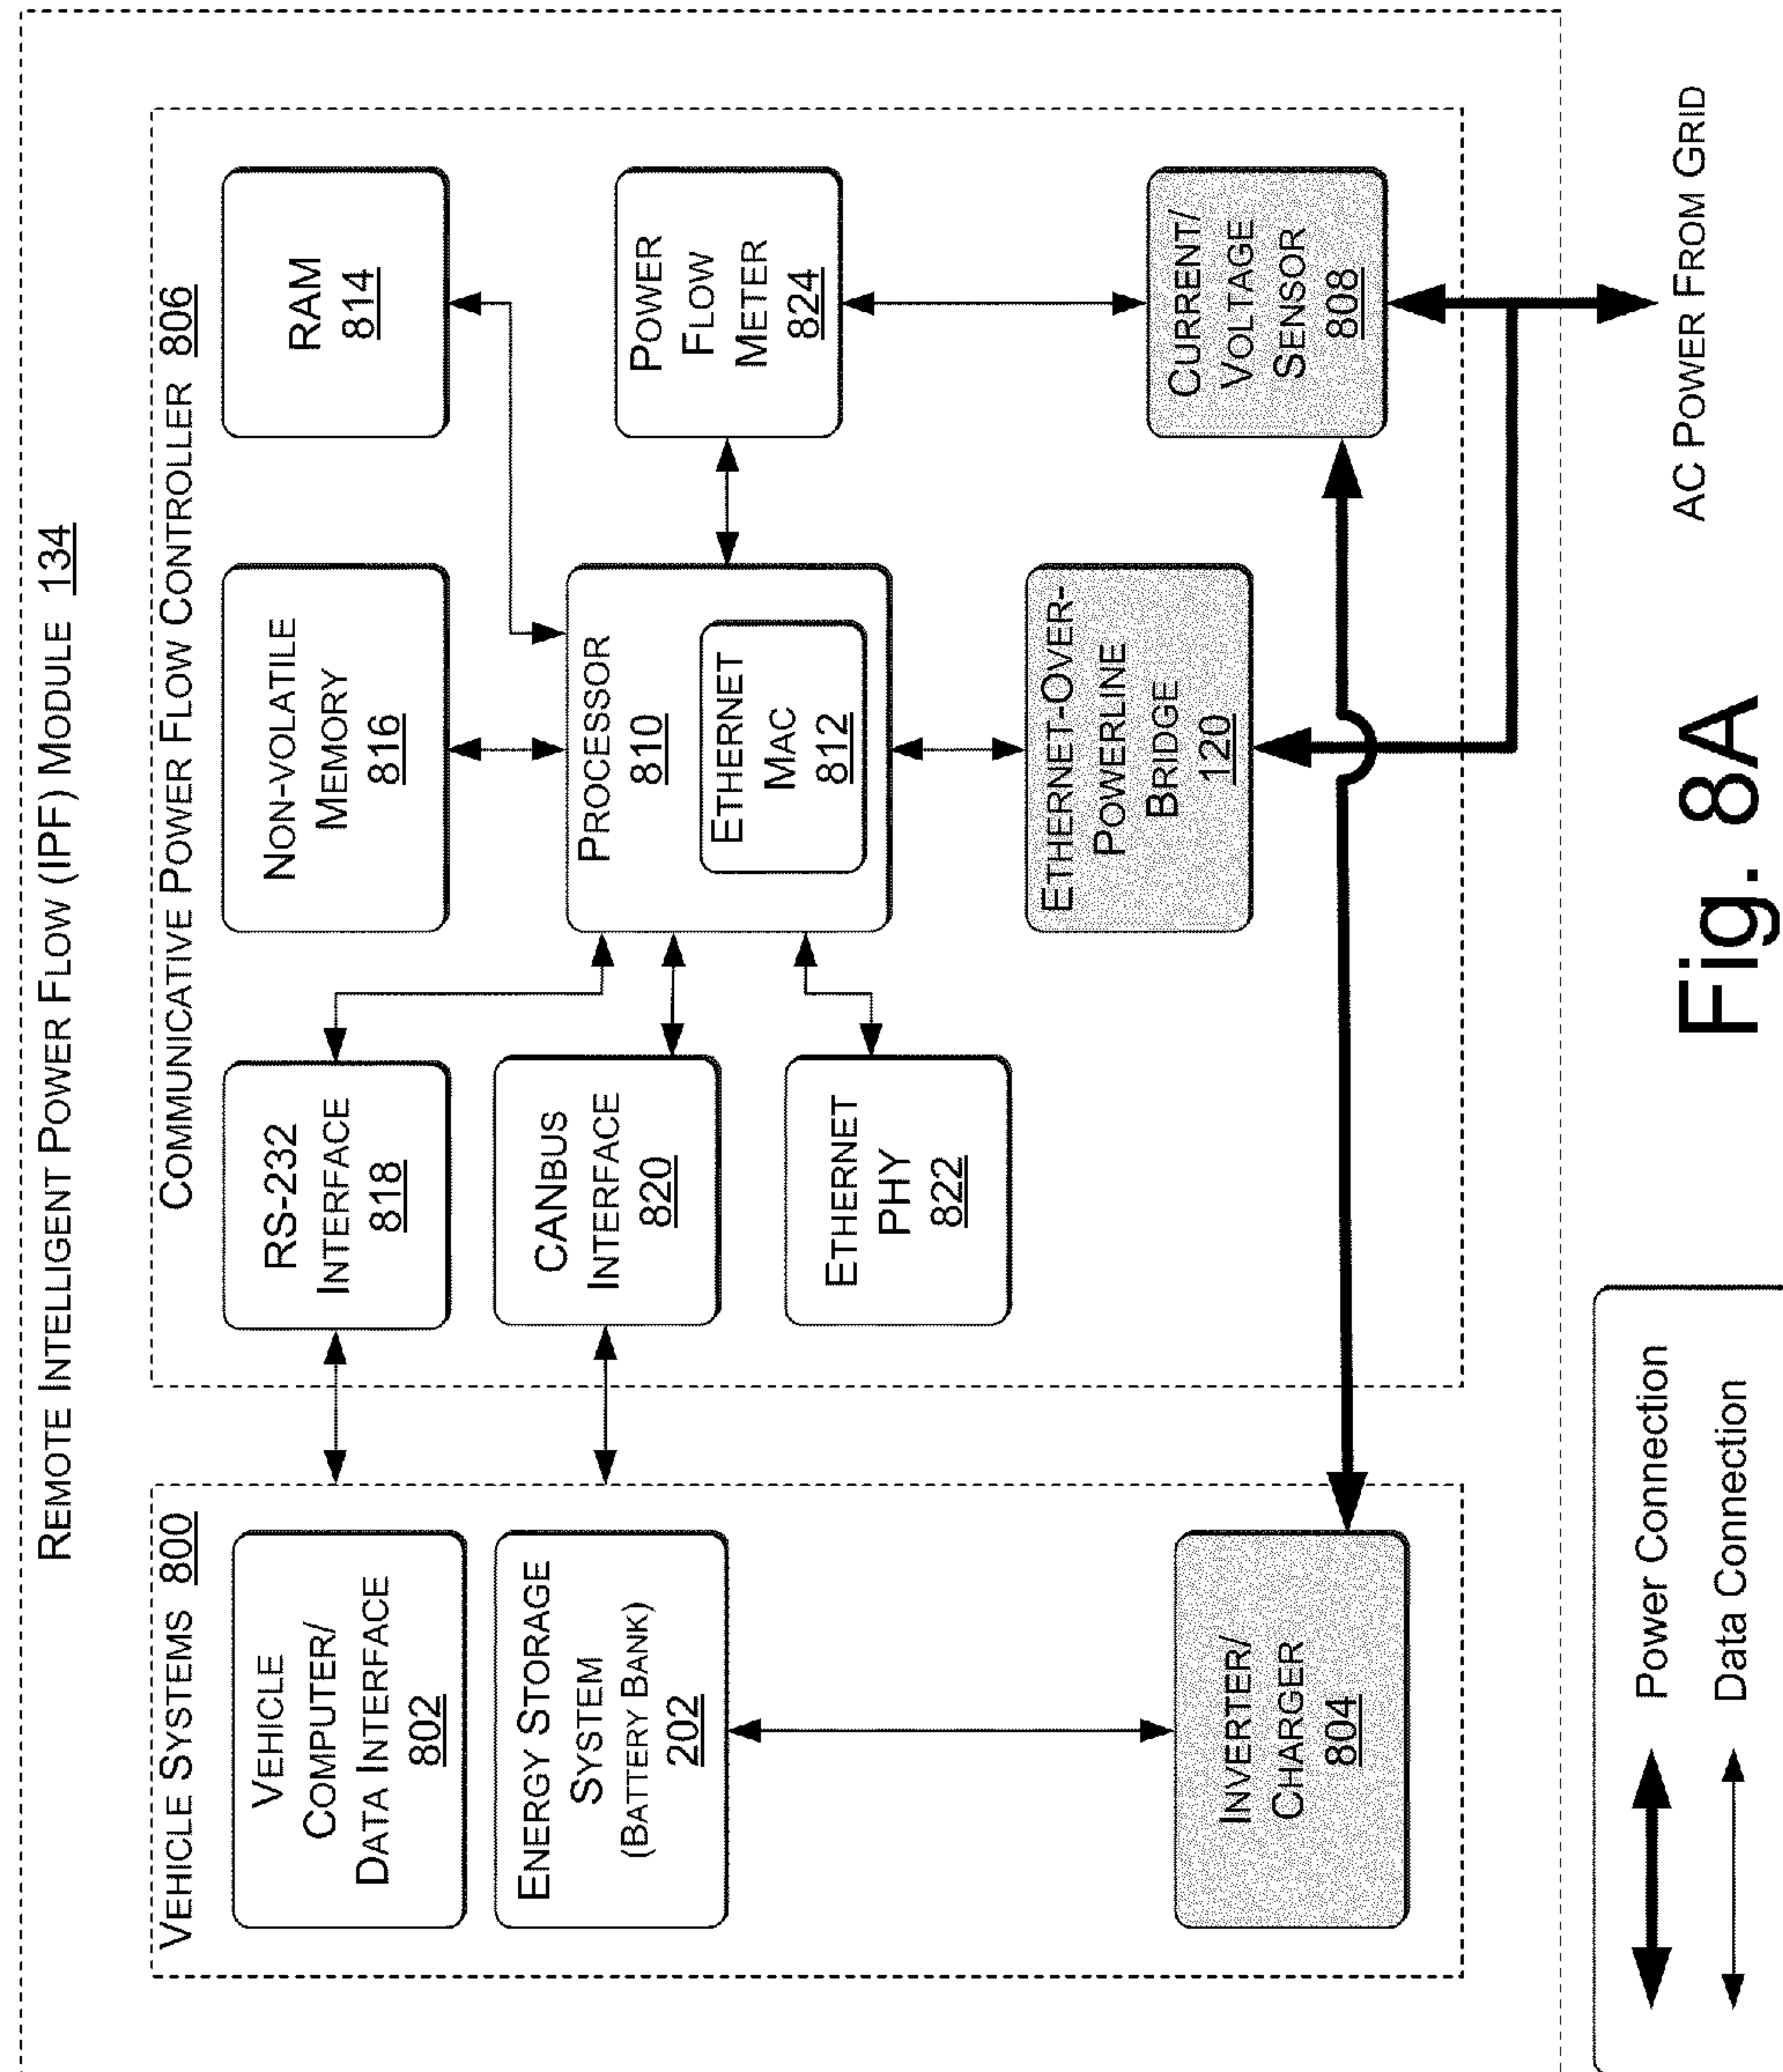 REMOTE INTELLIGENT POWER FLOW (IPF) MODULE 134
VEHICLE SYSTEMS 800
VEHICLE
COMPUTER/
DATA INTERFACE
802
ENERGY STORAGE
SYSTEM
(BATTERY BANK)
202
INVERTER/
CHARGER
804
COMMUNICATIVE POWER FLOW CONTROLLER 806
RS-232
INTERFACE
818
CANBUS
INTERFACE
820
ETHERNET
PHY
822
NON-VOLATILE
MEMORY
816
PROCESSOR
810
ETHERNET
MAC
812
ETHERNET-OVER-
POWERLINE
BRIDGE
120
RAM
814
POWER
FLOW
METER
824
CURRENT/
VOLTAGE
SENSOR
808
AC POWER FROM GRID
Power Connection
Data Connection
Fig. 8A